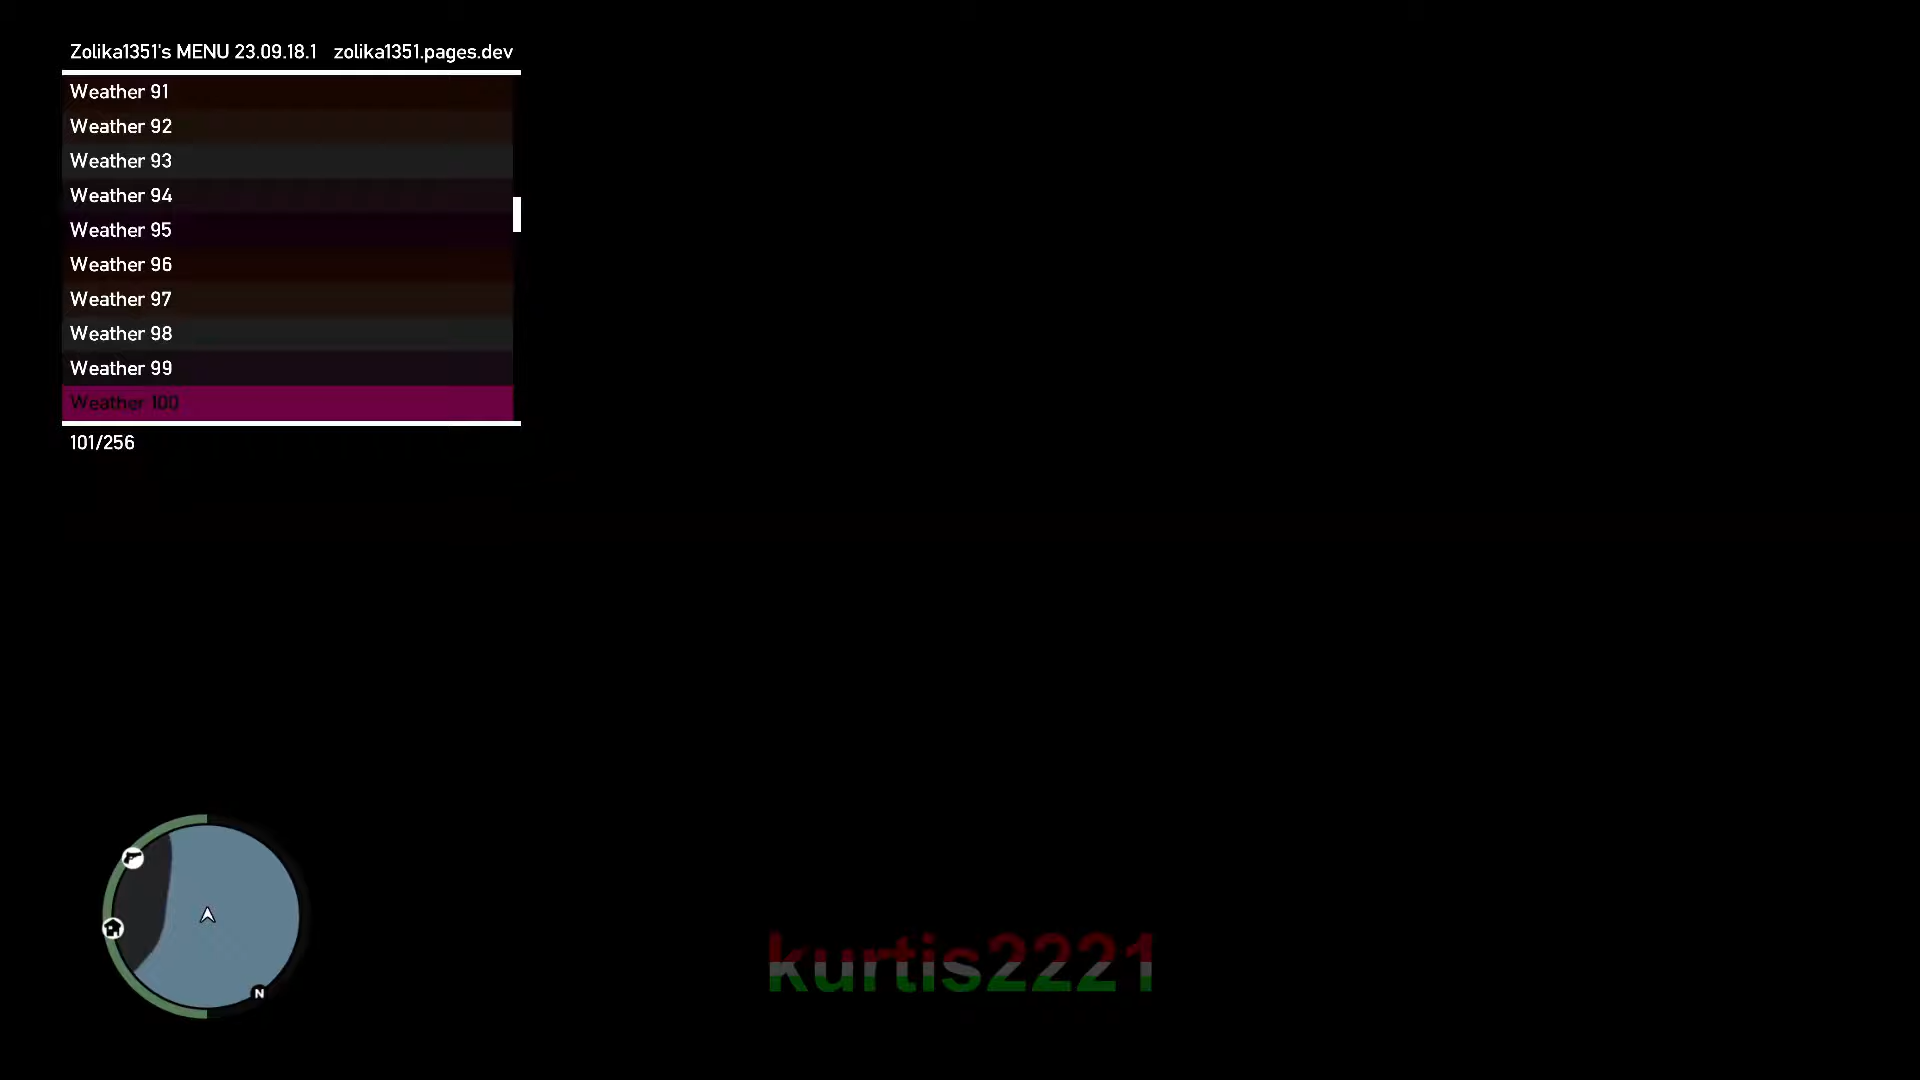 Zolika1351's MENU 23.09.18.1 zolika1351.pages.dev
Weather 91
Weather 92
Weather 93
Weather 94
Weather 95
Weather 96
Weather 97
Weather 98
Weather 99
Weather 100
101/256
N
kurtis2221